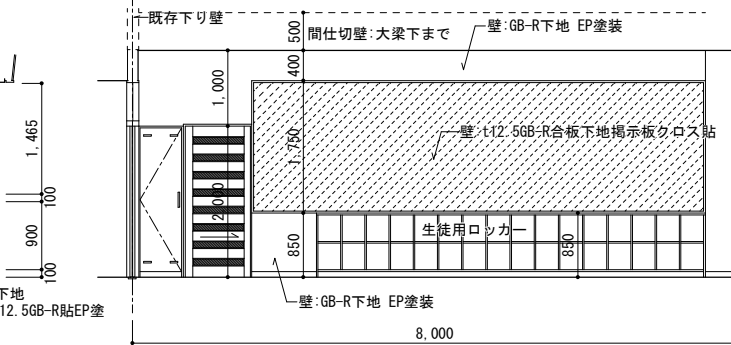 既存下り壁
500
間仕切壁:大梁下まで
壁:GB-R下地 EP塗装
400
1,000
1,465
壁:t12.5GB-R合板下地掲示板クロス貼
1,750
2,000
100
900
850
生徒用ロッカー
850
100
下地
12.5GB-R貼EP塗
壁:GB-R下地 EP塗装
8,000